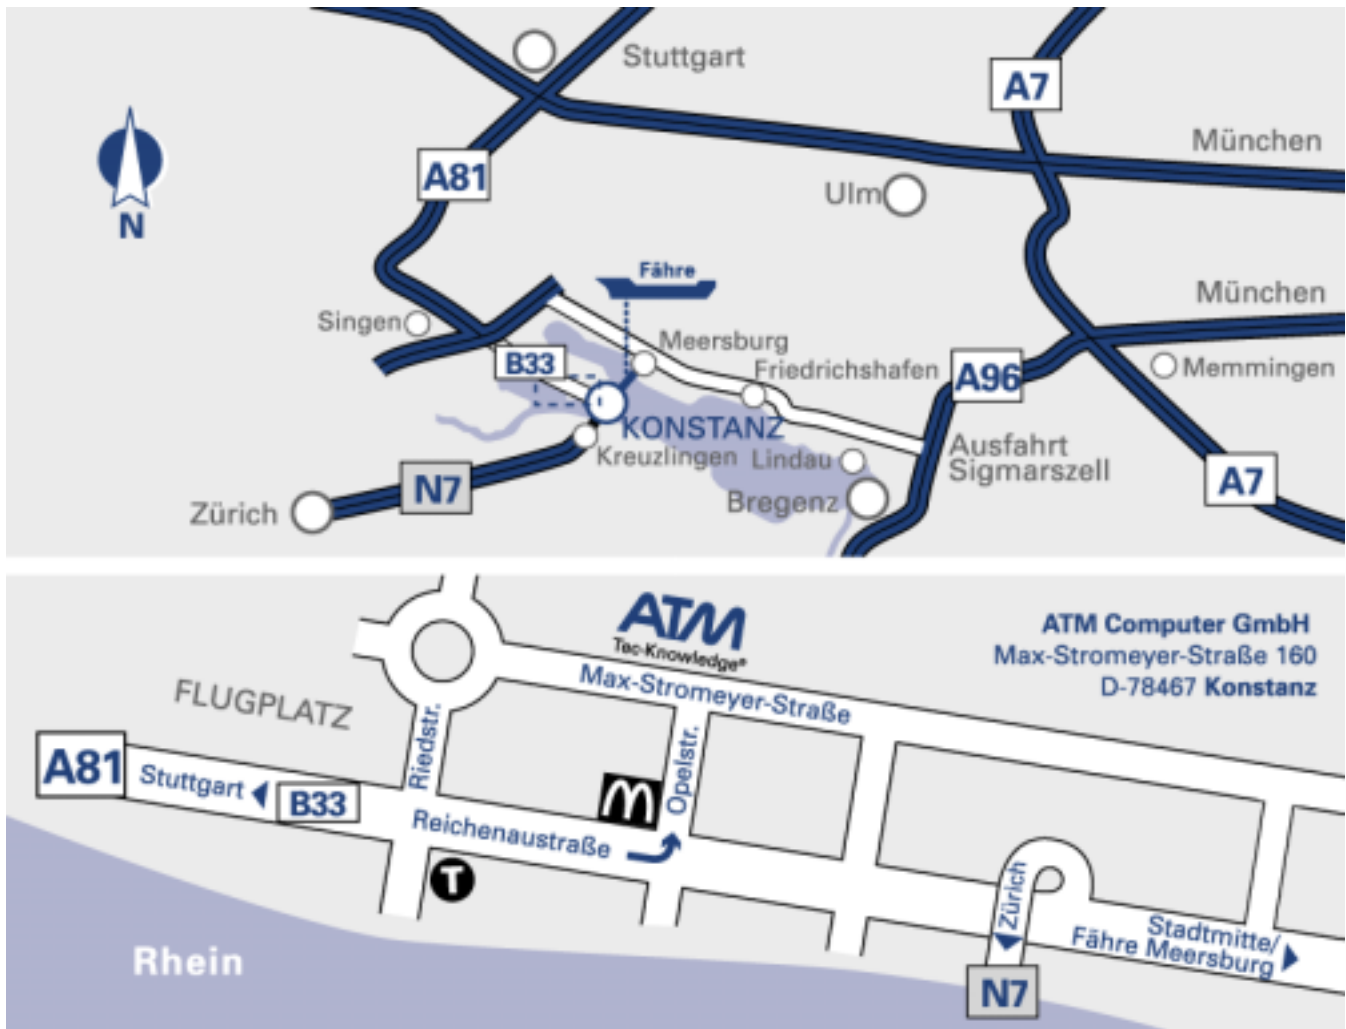 Stuttgart
A7
München
A81
Ulm
N
Fähre
München
Singen
Meersburg
B33
Friedrichshafen
A96
Memmingen
KONSTANZ
Kreuzlingen
Lindau
Ausfahrt
Sigmarszell
N7
A7
Bregenz
Zürich
ATM
Tec-Knowledge®
ATM Computer GmbH
Max-Stromeyer-Straße 160
D-78467 Konstanz
Max-Stromeyer-Straße
FLUGPLATZ
Riedstr.
Opelstr.
A81
Stuttgart
B33
Reichenaustraße
T
Zürich
Stadtmitte/
Fähre Meersburg
Rhein
N7